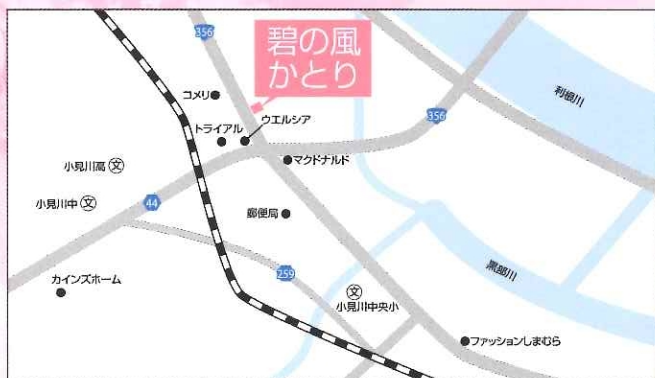 356
碧の風
かとり
コメリ
利根川
356
ウエルシア
トライアル
マクドナルド
小見川高 文
小見川中 文
44
郵便局
黒部川
259
カインズホーム
文
小見川中央小
ファッションしまむら